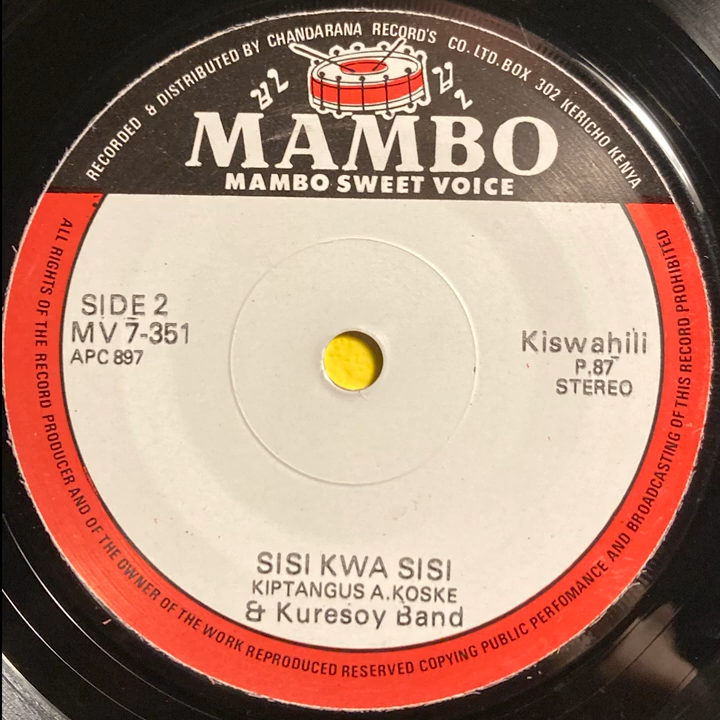 RECORDED & DISTRIBUTED BY CHANDARANA RECORD'S CO. LTD. BOX 302 KERICHO KENYA
MAMBO
MAMBO SWEET VOICE
SIDE 2
MV 7-351
APC 897
Kiswahili
P.87
STEREO
SISI KWA SISI
KIPTANGUS A.KOSKE
& Kuresoy Band
ALL RIGHTS OF THE RECORD PRODUCER AND OF THE OWNER OF THE WORK REPRODUCED RESERVED COPYING PUBLIC PERFOMANCE AND BROADCASTING OF THIS RECORD PROHIBITED